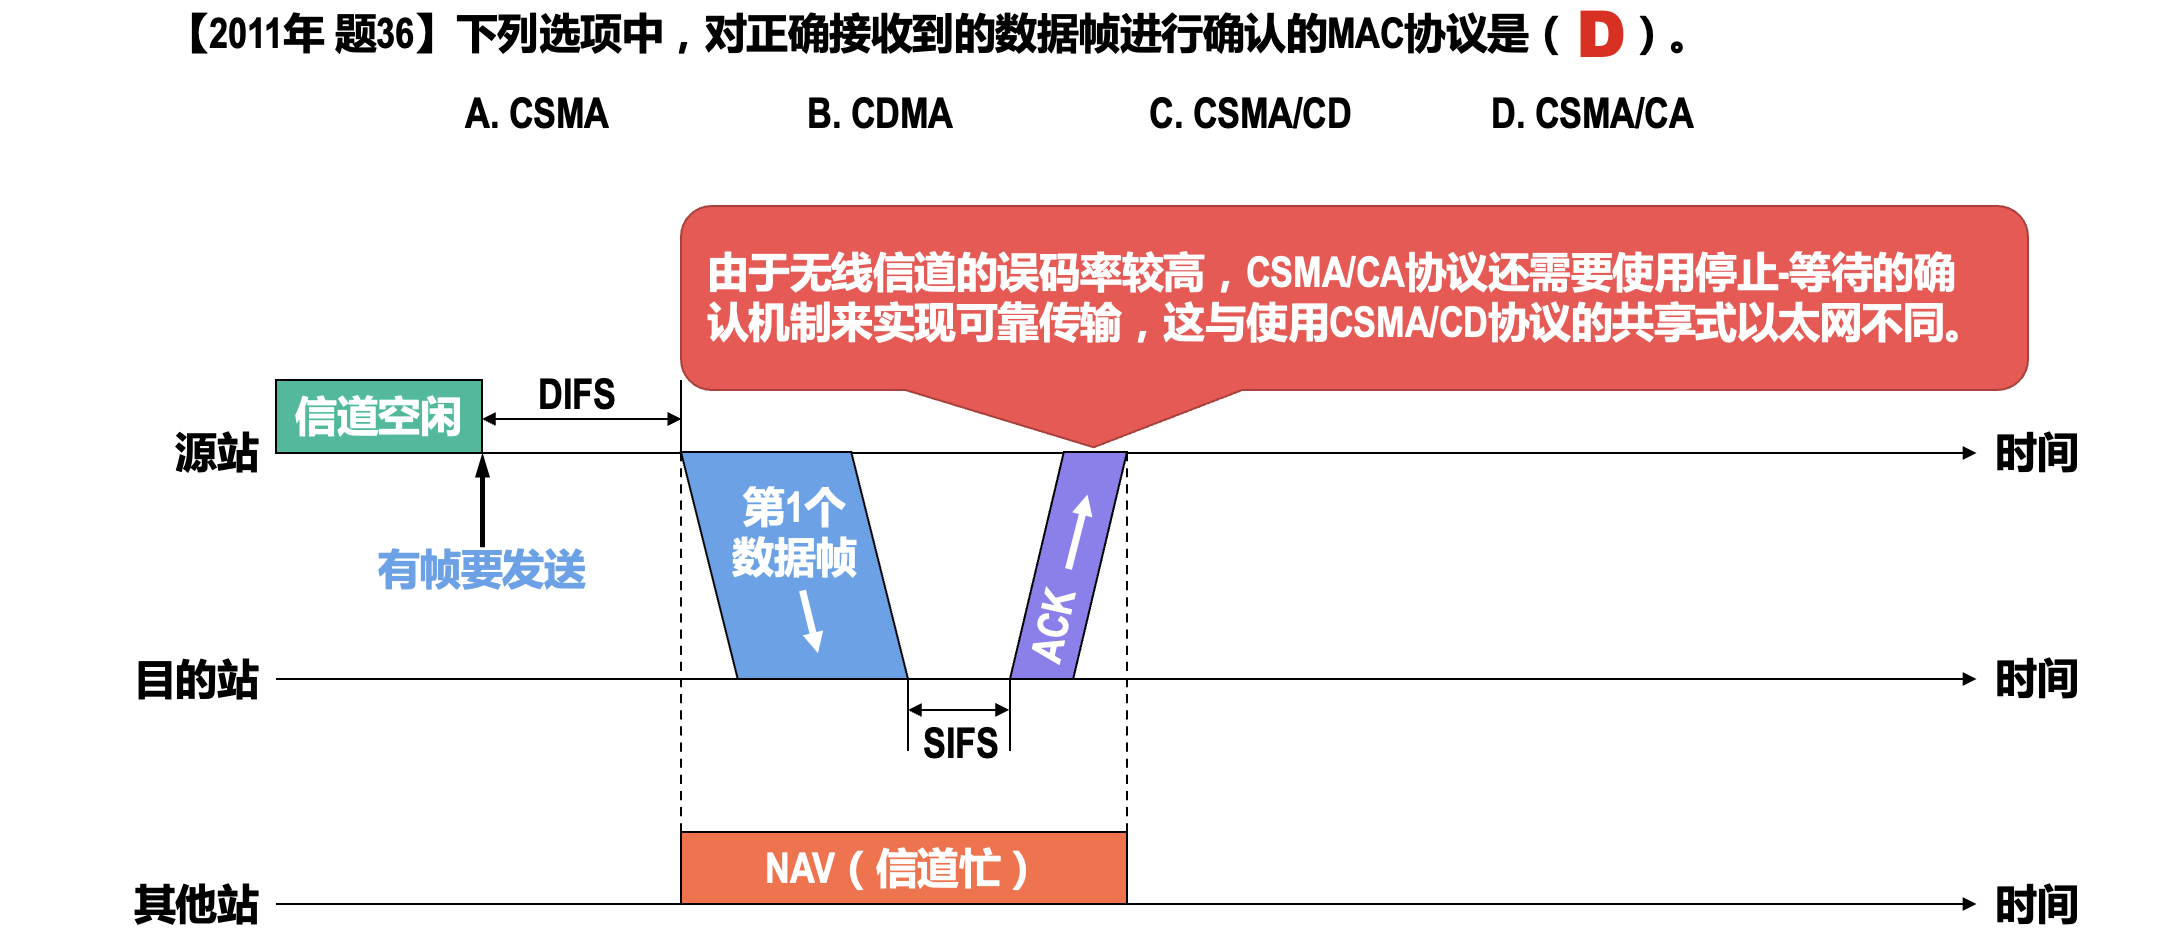 【2011年 题36】下列选项中，对正确接收到的数据帧进行确认的MAC协议是（ D ）。
A. CSMA B. CDMA C. CSMA/CD D. CSMA/CA
由于无线信道的误码率较高，CSMA/CA协议还需要使用停止-等待的确
认机制来实现可靠传输，这与使用CSMA/CD协议的共享式以太网不同。
信道空闲
DIFS
源站
时间
有帧要发送
第1个
数据帧
ACK
目的站
时间
SIFS
NAV（信道忙）
其他站
时间